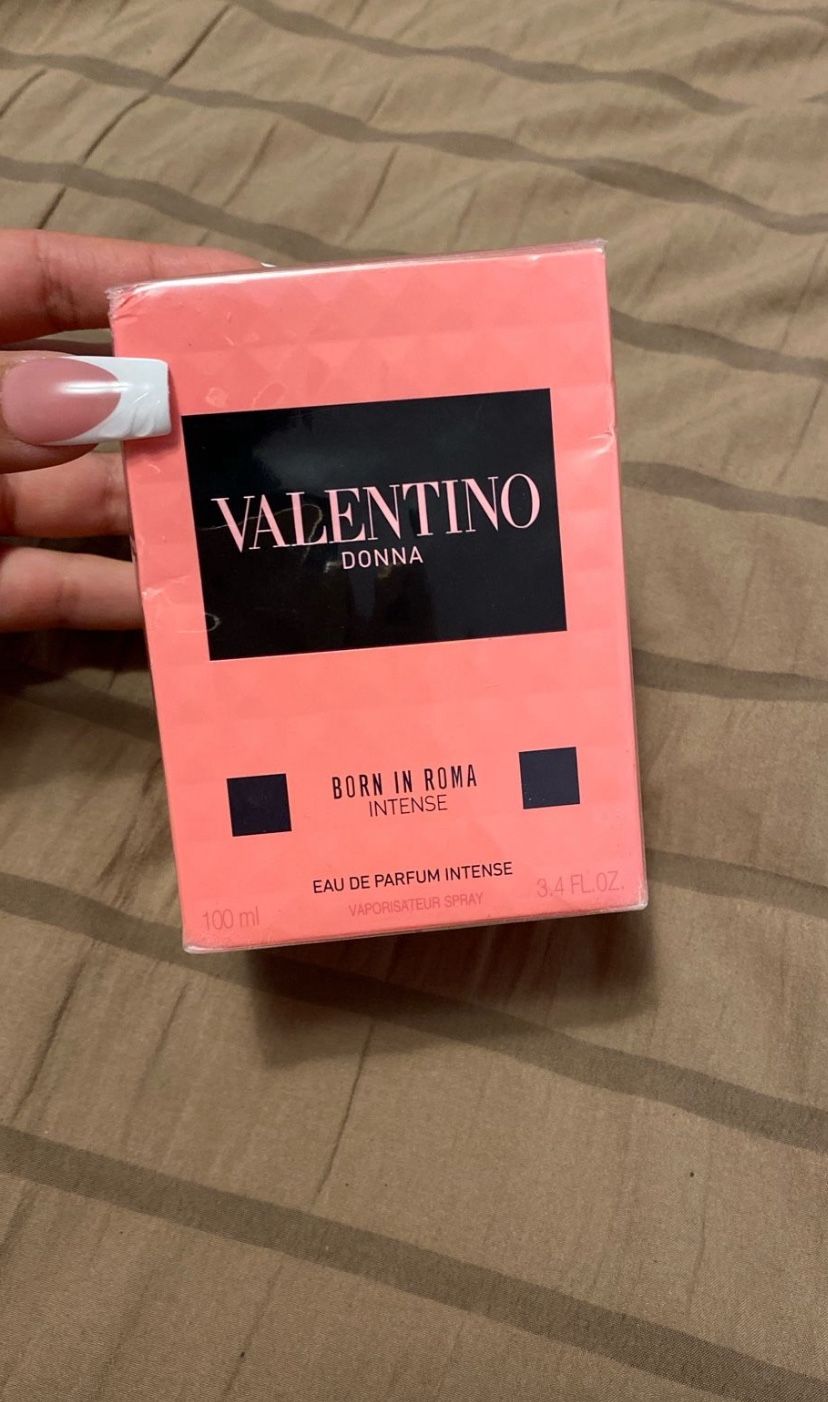 VALENTINO
DONNA
BORN IN ROMA
INTENSE
EAU DE PARFUM INTENSE
VAPORISATEUR SPRAY
100 ml
3.4 FL.OZ.